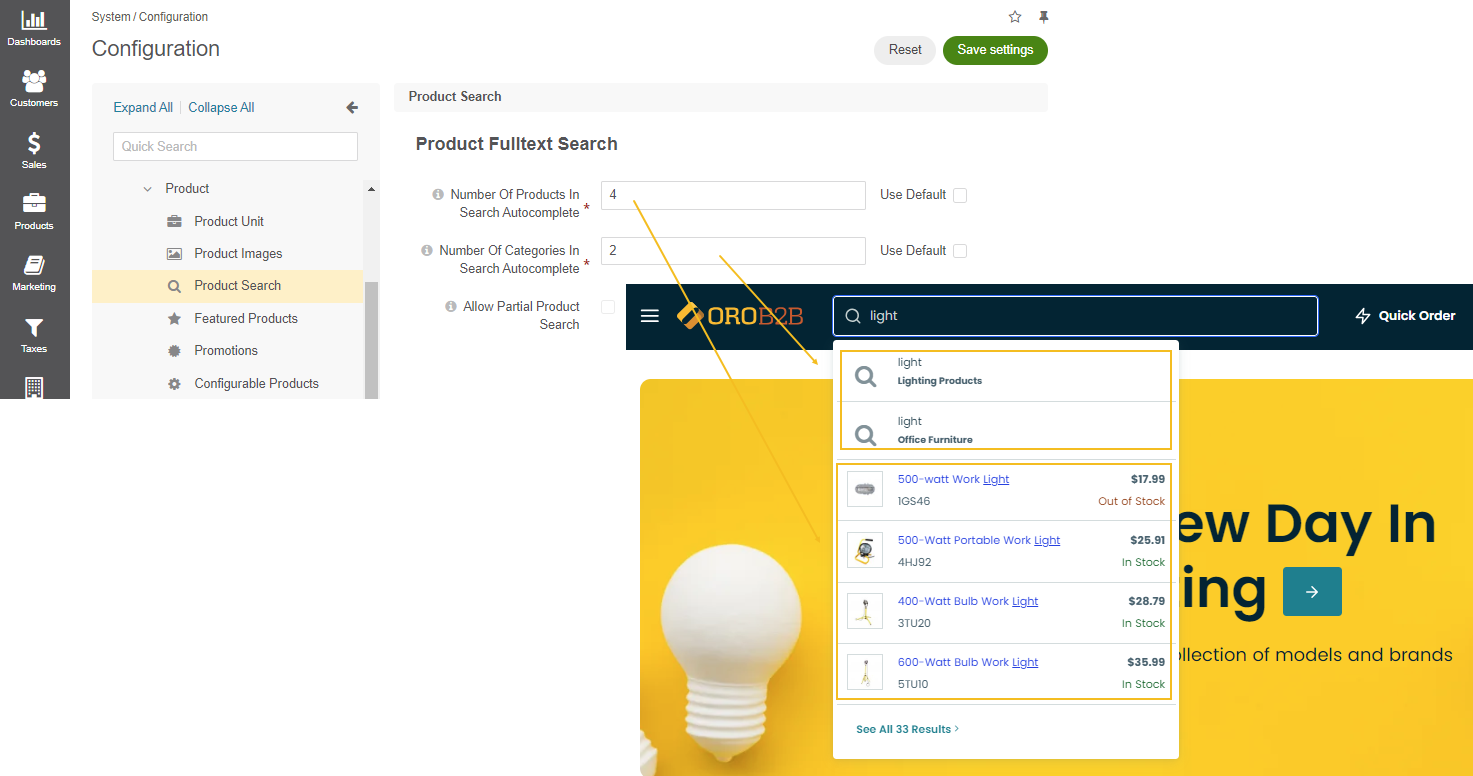 Dashboards
Customers
Sales
Products
Marketing
Taxes
System / Configuration
Configuration
Reset
Save settings
Expand All | Collapse All
Quick Search
Product
Product Unit
Product Images
Product Search
Featured Products
Promotions
Configurable Products
Product Search
Product Fulltext Search
Number Of Products In
Search Autocomplete *
4
Use Default
Number Of Categories In
Search Autocomplete *
2
Use Default
Allow Partial Product
Search
OROB2B
light
Quick Order
light
Lighting Products
light
Office Furniture
500-watt Work Light
$17.99
1GS46
Out of Stock
500-Watt Portable Work Light
$25.91
4HJ92
In Stock
400-Watt Bulb Work Light
$28.79
3TU20
In Stock
600-Watt Bulb Work Light
$35.99
5TU10
In Stock
See All 33 Results
ew Day In
ing
ollection of models and brands